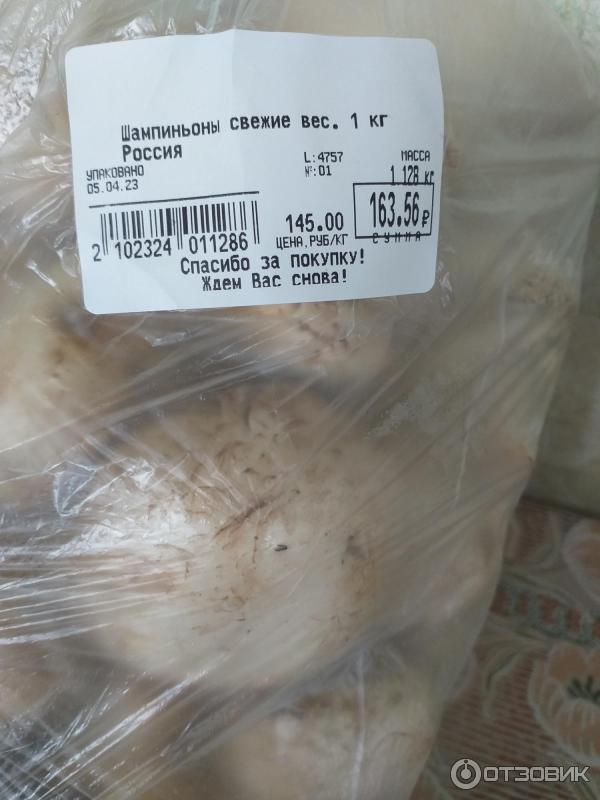 Шампиньоны свежие вес. 1 кг
Россия
УПАКОВАНО
05.04.23
L:4757
№:01
МАССА
1.128 кг
2 102324 011286
145.00
ЦЕНА,РУБ/КГ
163.56 ₽
СУММА
Спасибо за покупку!
Ждем Вас снова!
ОТЗОВИК